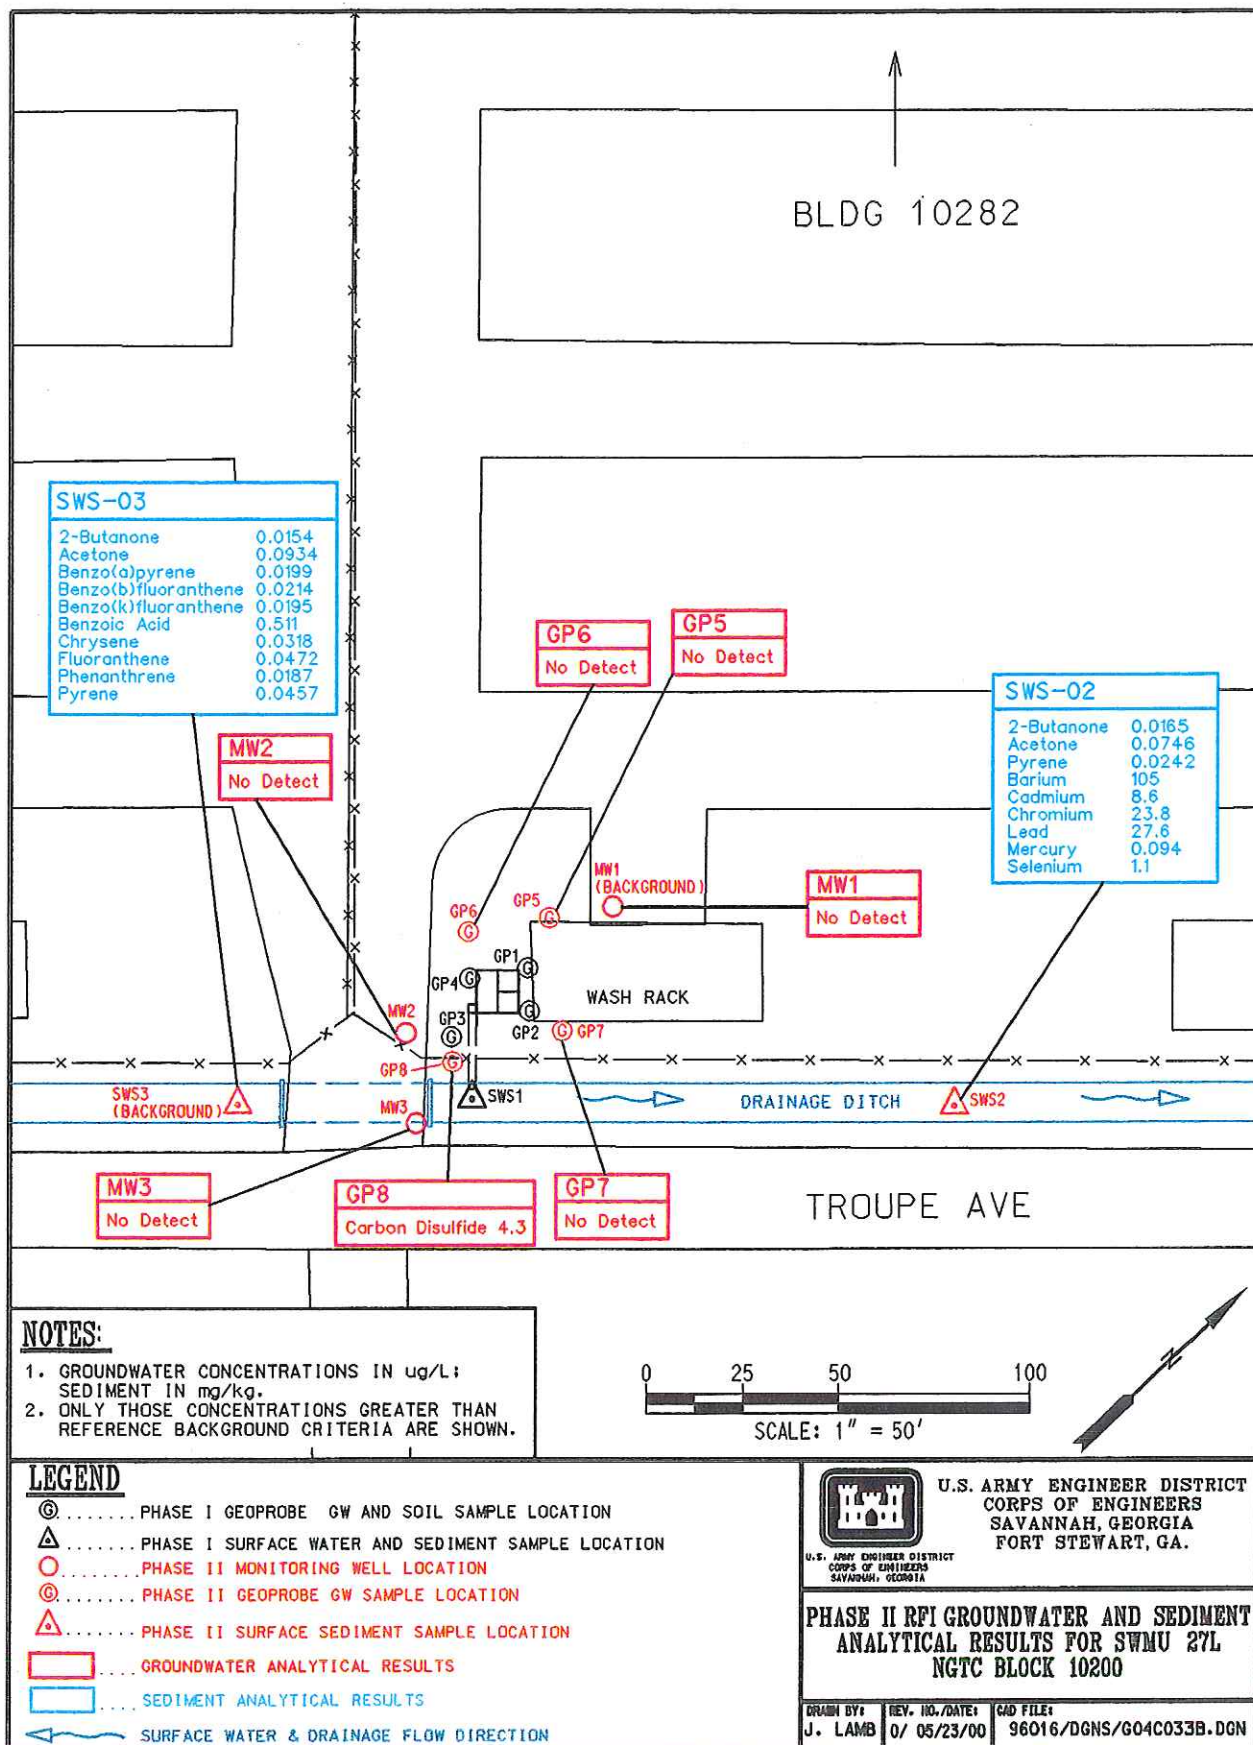 BLDG 10282
SWS-03
2-Butanone 0.0154
Acetone 0.0934
Benzo(a)pyrene 0.0199
Benzo(b)fluoranthene 0.0214
Benzo(k)fluoranthene 0.0195
Benzoic Acid 0.511
Chrysene 0.0318
Fluoranthene 0.0472
Phenanthrene 0.0187
Pyrene 0.0457
GP6
No Detect
GP5
No Detect
SWS-02
2-Butanone 0.0165
Acetone 0.0746
Pyrene 0.0242
Barium 105
Cadmium 8.6
Chromium 23.8
Lead 27.6
Mercury 0.094
Selenium 1.1
MW2
No Detect
MW1
(BACKGROUND)
MW1
No Detect
GP6
GP5
GP1
GP4
WASH RACK
GP3
GP2
GP7
MW2
GP8
SWS3
(BACKGROUND)
SWS1
DRAINAGE DITCH
SWS2
MW3
MW3
No Detect
GP8
Carbon Disulfide 4.3
GP7
No Detect
TROUPE AVE
NOTES:
1. GROUNDWATER CONCENTRATIONS IN ug/L;
SEDIMENT IN mg/kg.
2. ONLY THOSE CONCENTRATIONS GREATER THAN
REFERENCE BACKGROUND CRITERIA ARE SHOWN.
0 25 50 100
SCALE: 1" = 50'
N
LEGEND
G ....... PHASE I GEOPROBE GW AND SOIL SAMPLE LOCATION
....... PHASE I SURFACE WATER AND SEDIMENT SAMPLE LOCATION
........ PHASE II MONITORING WELL LOCATION
G ........ PHASE II GEOPROBE GW SAMPLE LOCATION
....... PHASE II SURFACE SEDIMENT SAMPLE LOCATION
.... GROUNDWATER ANALYTICAL RESULTS
.... SEDIMENT ANALYTICAL RESULTS
SURFACE WATER & DRAINAGE FLOW DIRECTION
U.S. ARMY ENGINEER DISTRICT
CORPS OF ENGINEERS
SAVANNAH, GEORGIA
U.S. ARMY ENGINEER DISTRICT
CORPS OF ENGINEERS
SAVANNAH, GEORGIA
FORT STEWART, GA.
PHASE II RFI GROUNDWATER AND SEDIMENT
ANALYTICAL RESULTS FOR SWMU 27L
NGTC BLOCK 10200
DRAWN BY:
J. LAMB
REV. NO./DATE:
0/ 05/23/00
CAD FILE:
96016/DGNS/G04C033B.DGN